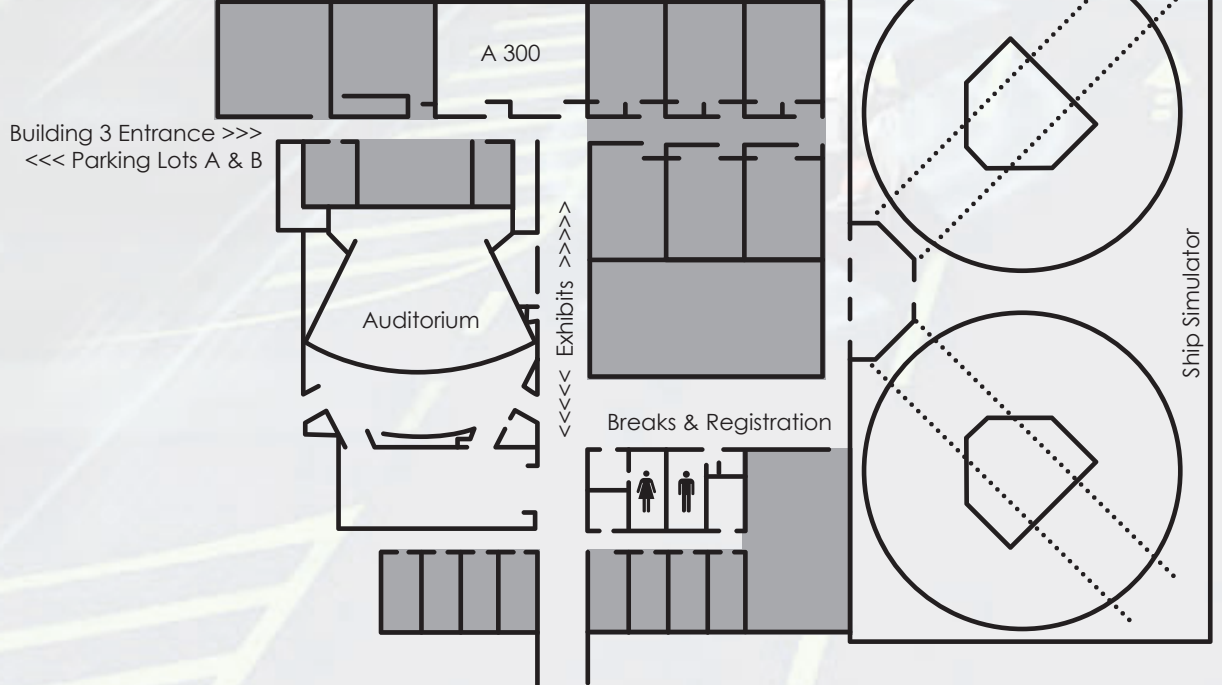 A 300
Building 3 Entrance >>>
<<< Parking Lots A & B
<<<<< Exhibits >>>>>
Auditorium
Ship Simulator
Breaks & Registration